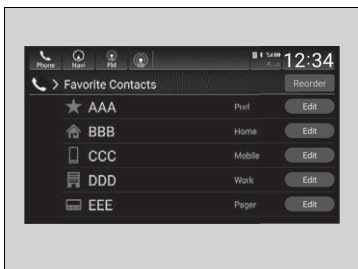 Phone Navi FM 12:34
Favorite Contacts Reorder
AAA Pref Edit
BBB Home Edit
CCC Mobile Edit
DDD Work Edit
EEE Pager Edit